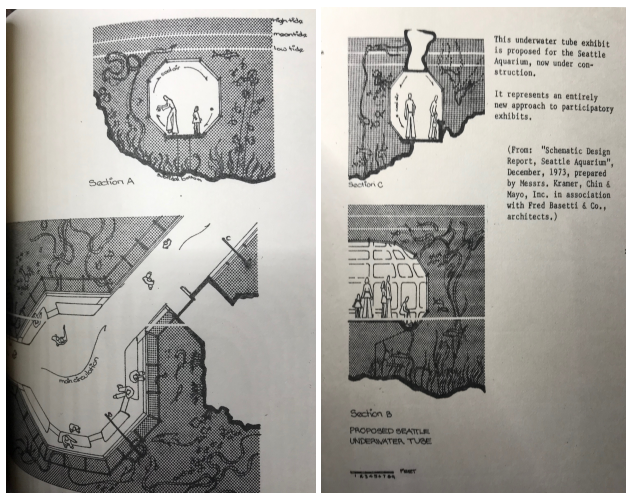 high tide
mean tide
low tide
cool air
Section A
main circulation
C
Section C
Section B
PROPOSED SEATTLE
UNDERWATER TUBE
FEET
This underwater tube exhibit
is proposed for the Seattle
Aquarium, now under con-
struction.
It represents an entirely
new approach to participatory
exhibits.
(From: "Schematic Design
Report, Seattle Aquarium",
December, 1973, prepared
by Messrs. Kramer, Chin &
Mayo, Inc. in association
with Fred Basetti & Co.,
architects.)